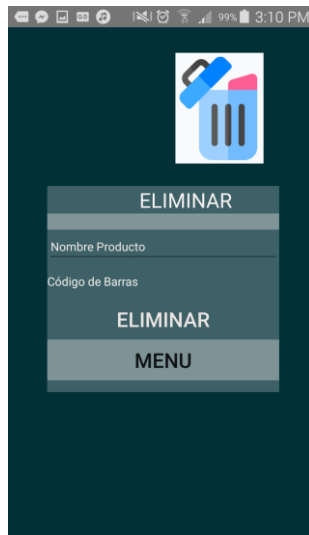 99% 3:10 PM
ELIMINAR
Nombre Producto
Código de Barras
ELIMINAR
MENU